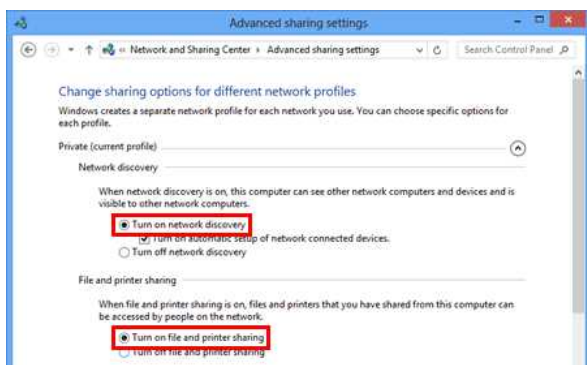 Advanced sharing settings
« Network and Sharing Center › Advanced sharing settings
Search Control Panel
Change sharing options for different network profiles
Windows creates a separate network profile for each network you use. You can choose specific options for
each profile.
Private (current profile)
Network discovery
When network discovery is on, this computer can see other network computers and devices and is
visible to other network computers.
Turn on network discovery
Turn on automatic setup of network connected devices.
Turn off network discovery
File and printer sharing
When file and printer sharing is on, files and printers that you have shared from this computer can
be accessed by people on the network.
Turn on file and printer sharing
Turn off file and printer sharing